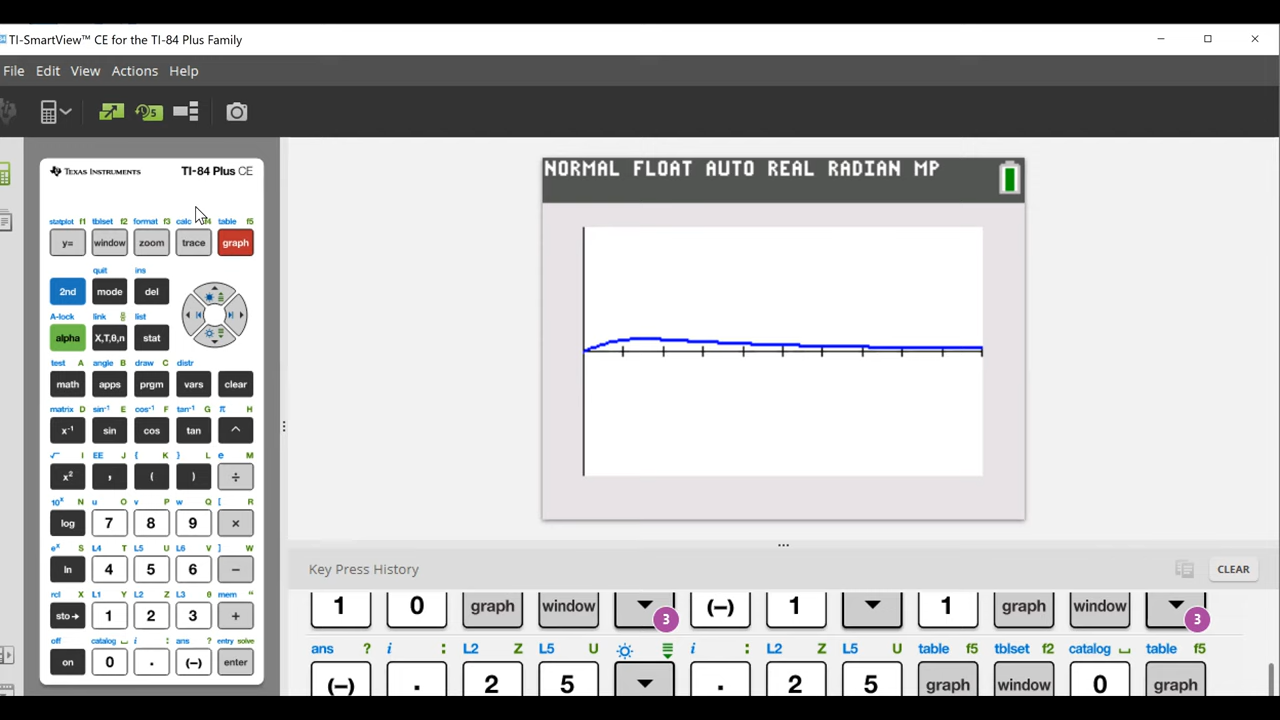 TI-SmartView™ CE for the TI-84 Plus Family
File Edit View Actions Help
TEXAS INSTRUMENTS TI-84 Plus CE
statplot f1 tblset f2 format f3 calc f4 table f5
y= window zoom trace graph
quit ins
2nd mode del
A-lock link list
alpha X,T,θ,n stat
test A angle B draw C distr
math apps prgm vars clear
matrix D sin⁻¹ E cos⁻¹ F tan⁻¹ G π H
x⁻¹ sin cos tan ^
√ I EE J { K } L e M
x² , ( ) ÷
10ˣ N u O v P w Q [ R
log 7 8 9 ×
eˣ S L4 T L5 U L6 V ] W
ln 4 5 6 −
rcl X L1 Y L2 Z L3 θ mem "
sto→ 1 2 3 +
off catalog ⎵ i : ans ? entry solve
on 0 . (−) enter
NORMAL FLOAT AUTO REAL RADIAN MP
Key Press History
CLEAR
1 0 graph window 3 (−) 1 1 graph window 3
ans ? i : L2 Z L5 U i : L2 Z L5 U table f5 tblset f2 catalog ⎵ table f5
(−) . 2 5 . 2 5 graph window 0 graph